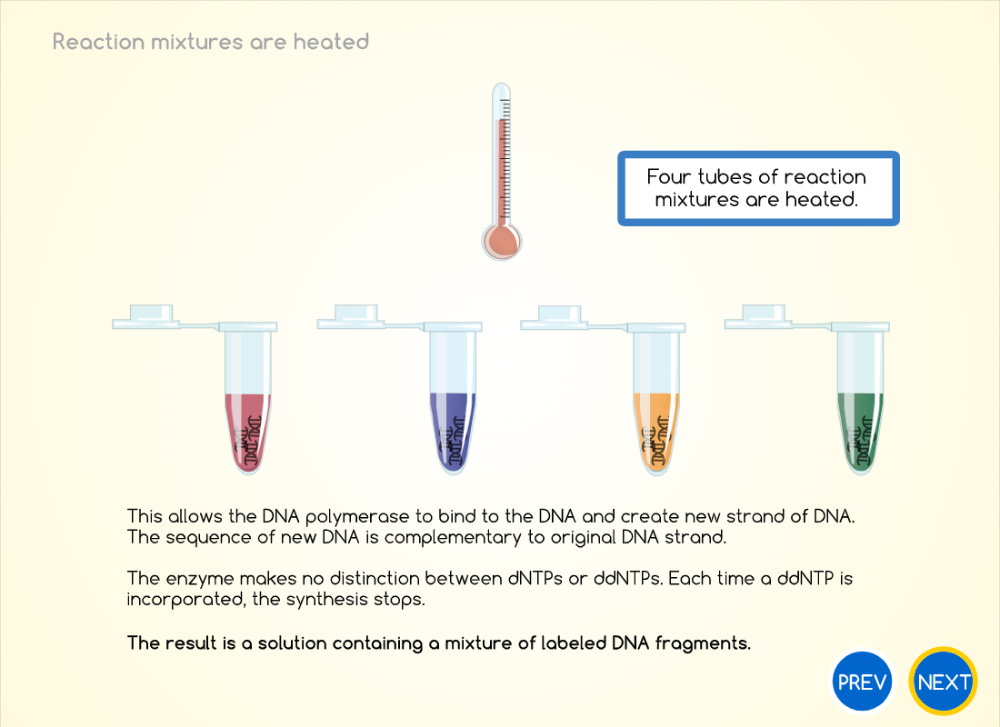 Reaction mixtures are heated
Four tubes of reaction
mixtures are heated.
This allows the DNA polymerase to bind to the DNA and create new strand of DNA.
The sequence of new DNA is complementary to original DNA strand.
The enzyme makes no distinction between dNTPs or ddNTPs. Each time a ddNTP is
incorporated, the synthesis stops.
The result is a solution containing a mixture of labeled DNA fragments.
PREV
NEXT